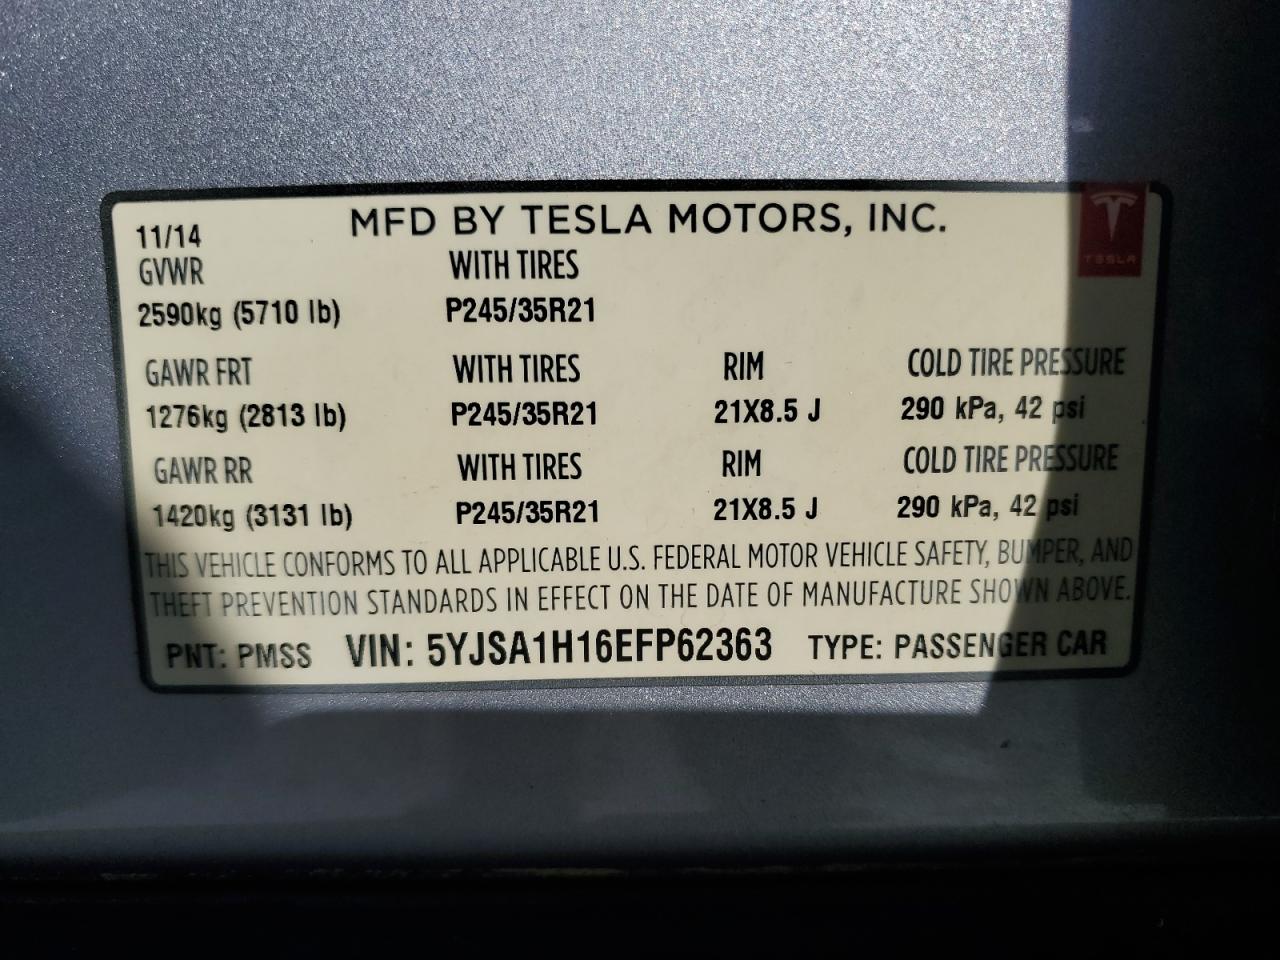 MFD BY TESLA MOTORS, INC.
11/14
GVWR WITH TIRES
2590kg (5710 lb) P245/35R21
GAWR FRT WITH TIRES RIM COLD TIRE PRESSURE
1276kg (2813 lb) P245/35R21 21X8.5 J 290 kPa, 42 psi
GAWR RR WITH TIRES RIM COLD TIRE PRESSURE
1420kg (3131 lb) P245/35R21 21X8.5 J 290 kPa, 42 psi
THIS VEHICLE CONFORMS TO ALL APPLICABLE U.S. FEDERAL MOTOR VEHICLE SAFETY, BUMPER, AND
THEFT PREVENTION STANDARDS IN EFFECT ON THE DATE OF MANUFACTURE SHOWN ABOVE.
PNT: PMSS VIN: 5YJSA1H16EFP62363 TYPE: PASSENGER CAR
TESLA